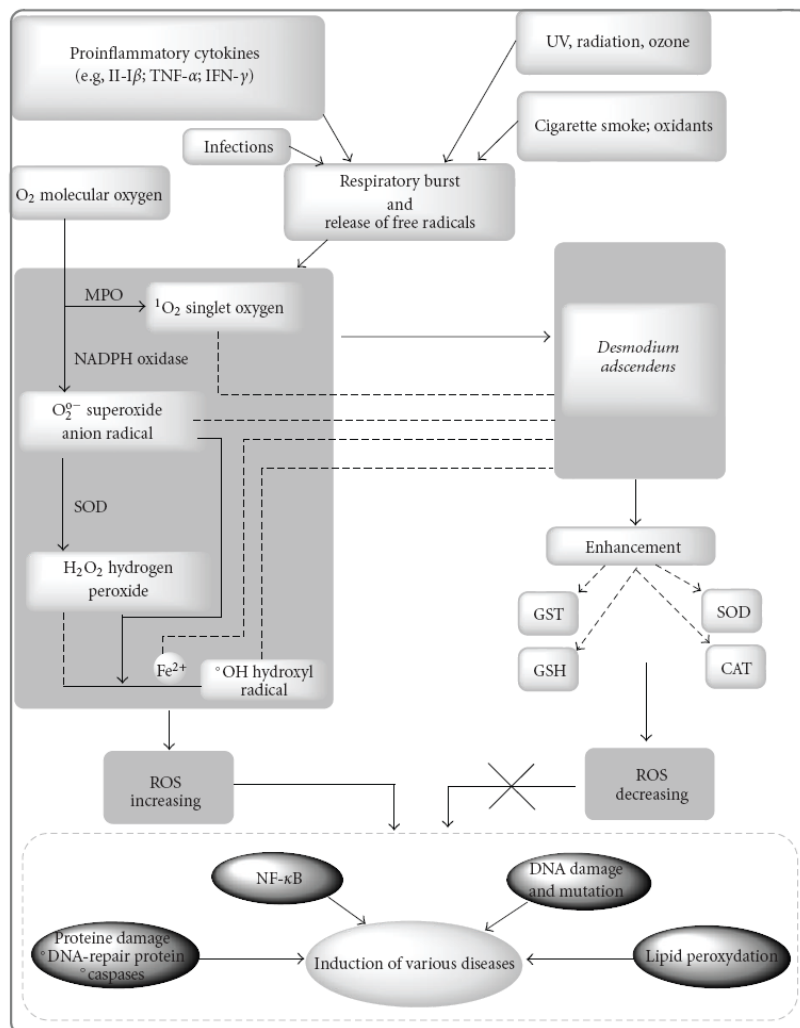 Proinflammatory cytokines
(e.g, II-Iβ; TNF-α; IFN-γ)
UV, radiation, ozone
Cigarette smoke; oxidants
Infections
O₂ molecular oxygen
Respiratory burst
and
release of free radicals
MPO
¹O₂ singlet oxygen
NADPH oxidase
O₂°⁻ superoxide
anion radical
SOD
H₂O₂ hydrogen
peroxide
Fe²⁺
°OH hydroxyl
radical
Desmodium
adscendens
Enhancement
GST
SOD
GSH
CAT
ROS
increasing
ROS
decreasing
NF-κB
DNA damage
and mutation
Proteine damage
°DNA-repair protein
°caspases
Induction of various diseases
Lipid peroxydation